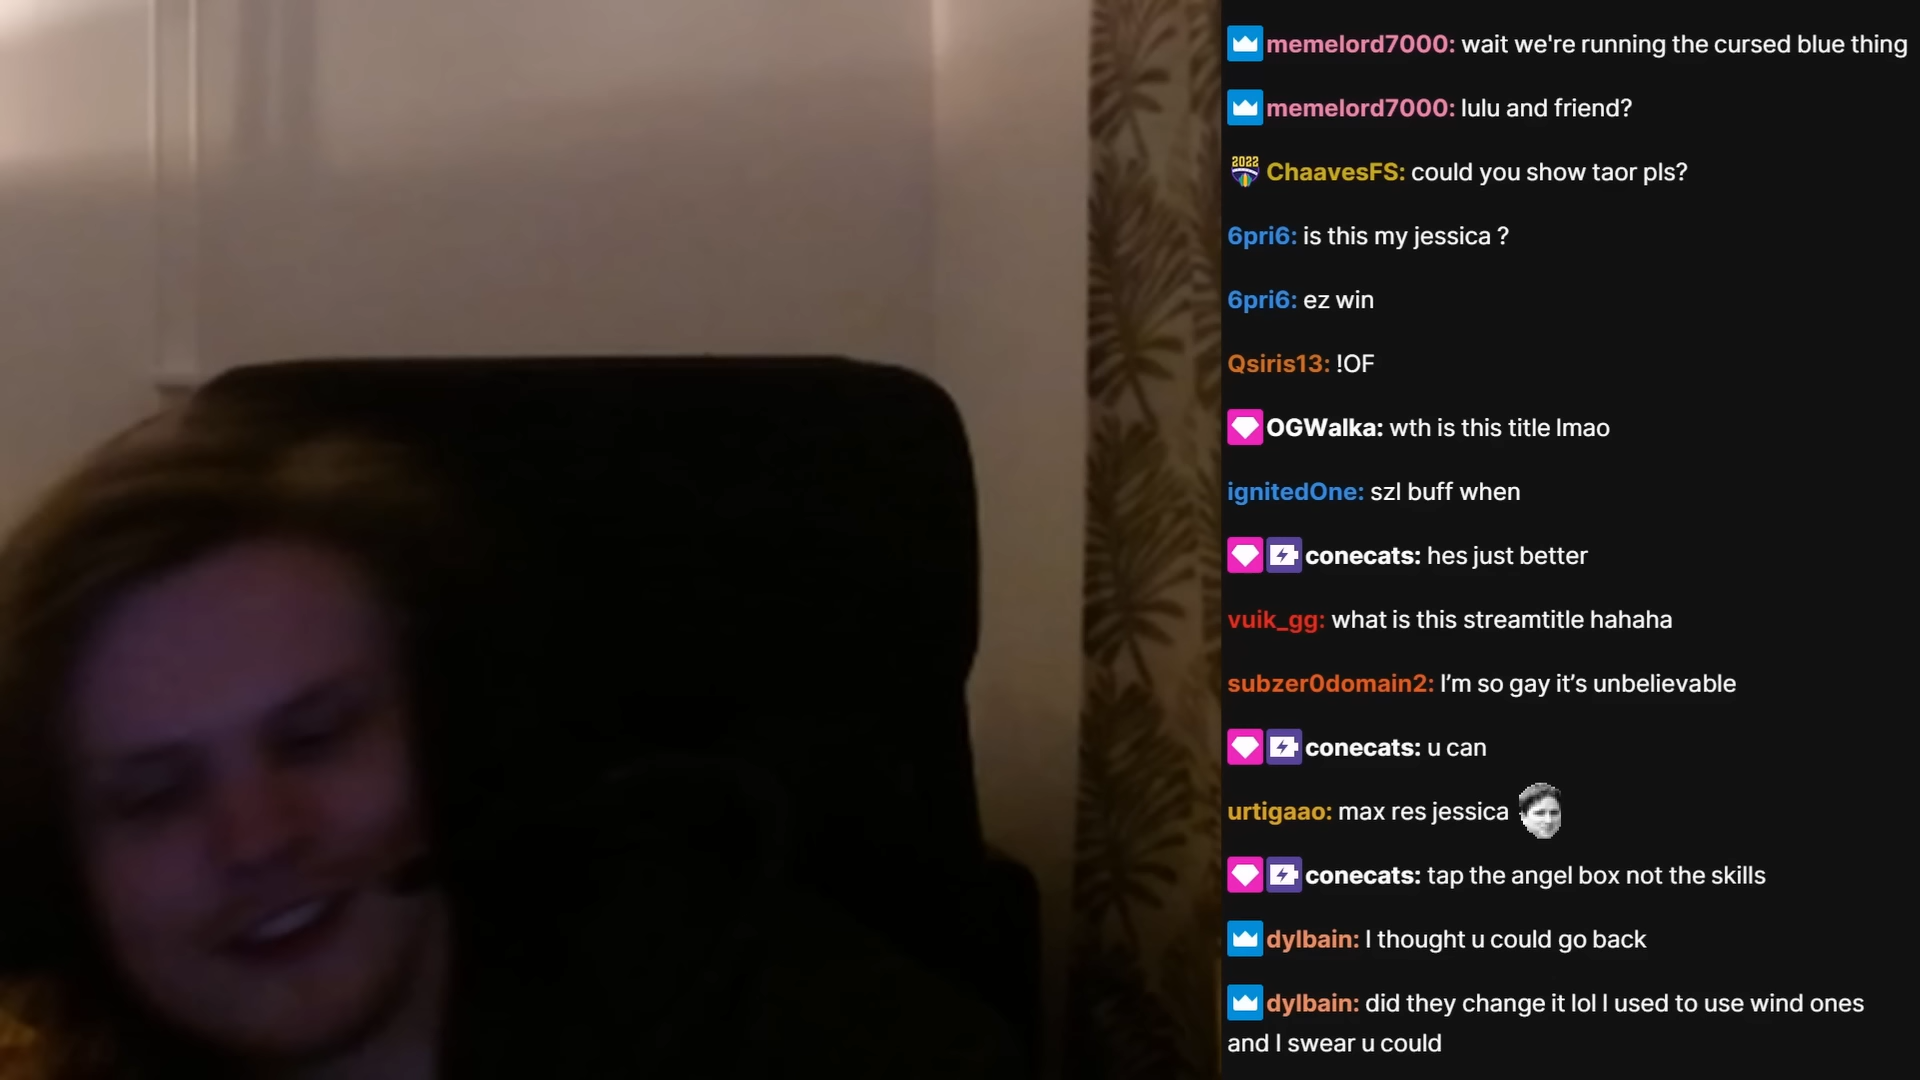 memelord7000: wait we're running the cursed blue thing
memelord7000: lulu and friend?
2022 ChaavesFS: could you show taor pls?
6pri6: is this my jessica ?
6pri6: ez win
Qsiris13: !OF
OGWalka: wth is this title lmao
ignitedOne: szl buff when
conecats: hes just better
vuik_gg: what is this streamtitle hahaha
subzer0domain2: I’m so gay it’s unbelievable
conecats: u can
urtigaao: max res jessica
conecats: tap the angel box not the skills
dylbain: I thought u could go back
dylbain: did they change it lol I used to use wind ones
and I swear u could